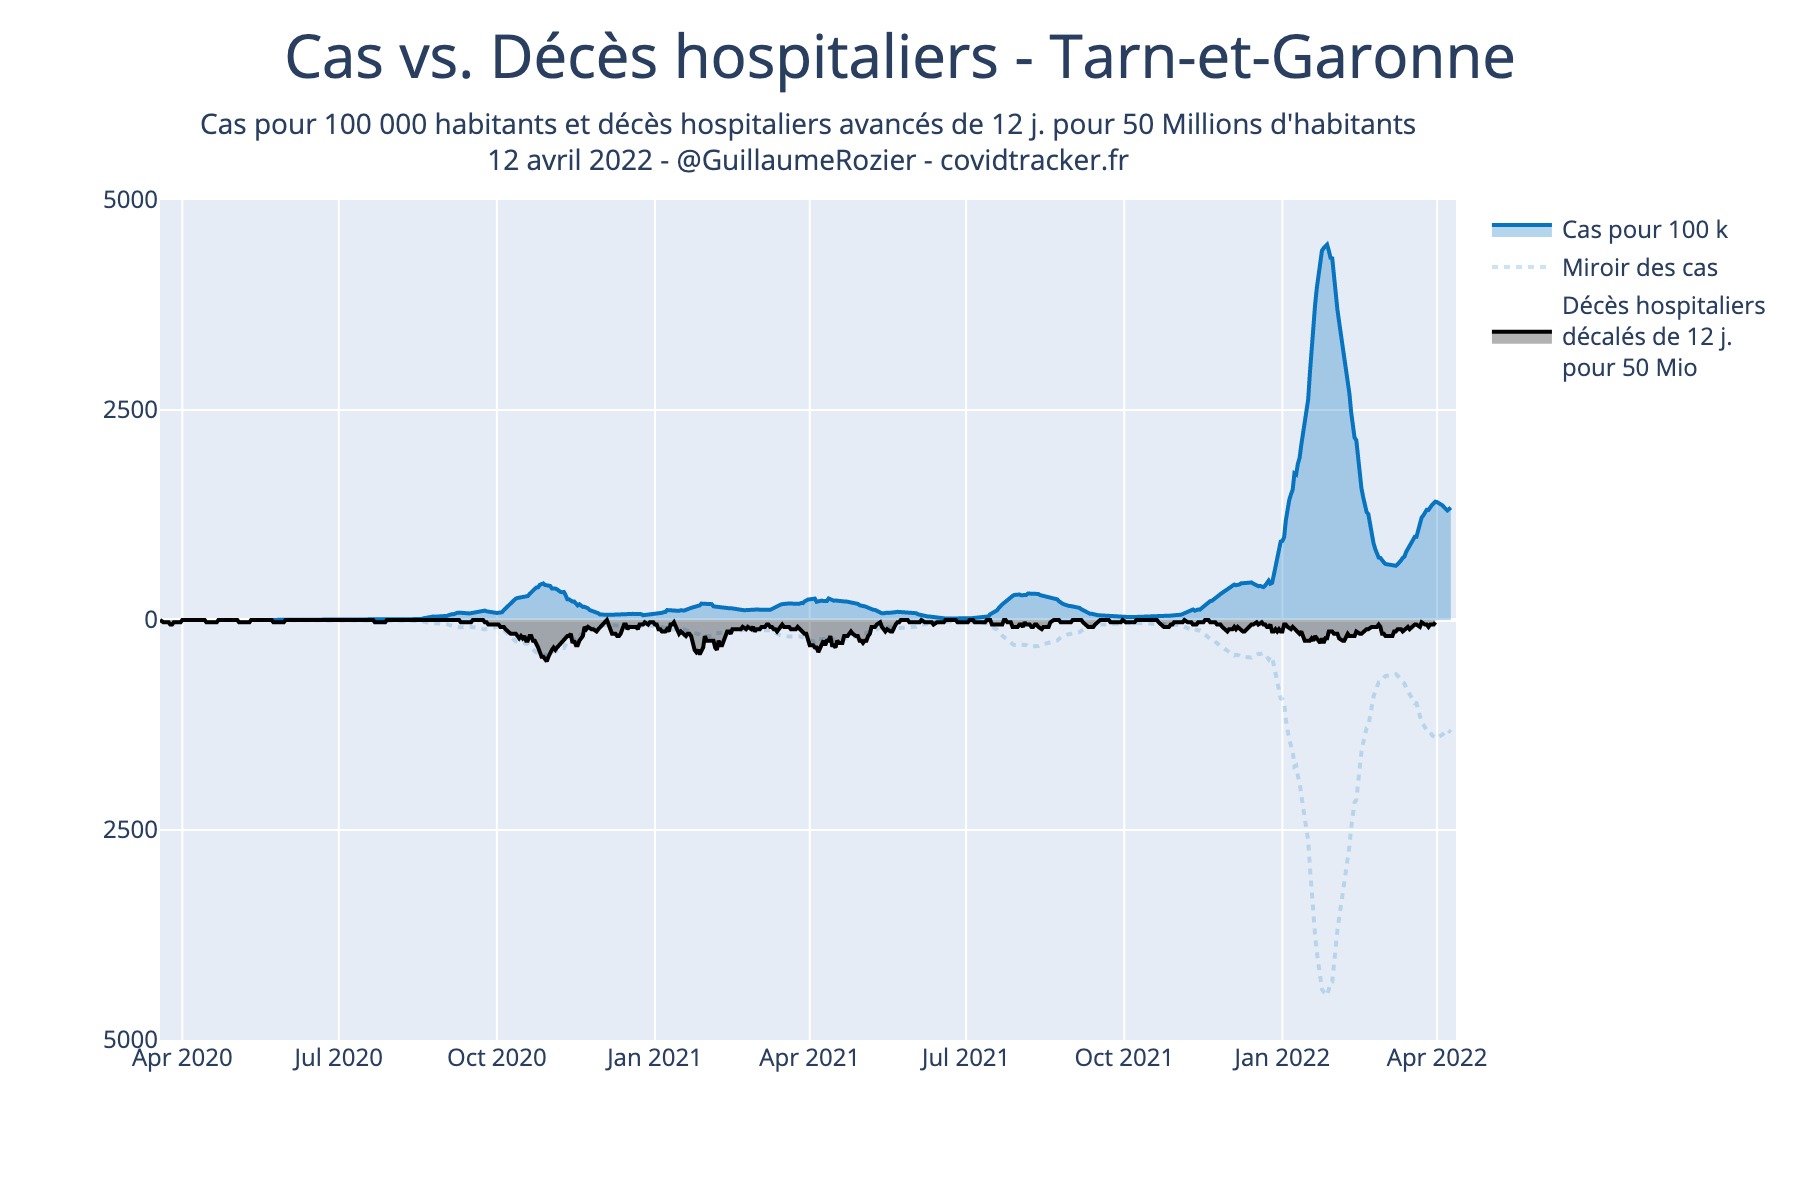 Cas vs. Décès hospitaliers - Tarn-et-Garonne
Cas pour 100 000 habitants et décès hospitaliers avancés de 12 j. pour 50 Millions d'habitants
12 avril 2022 - @GuillaumeRozier - covidtracker.fr
5000
2500
0
2500
5000
Apr 2020
Jul 2020
Oct 2020
Jan 2021
Apr 2021
Jul 2021
Oct 2021
Jan 2022
Apr 2022
Cas pour 100 k
Miroir des cas
Décès hospitaliers
décalés de 12 j.
pour 50 Mio